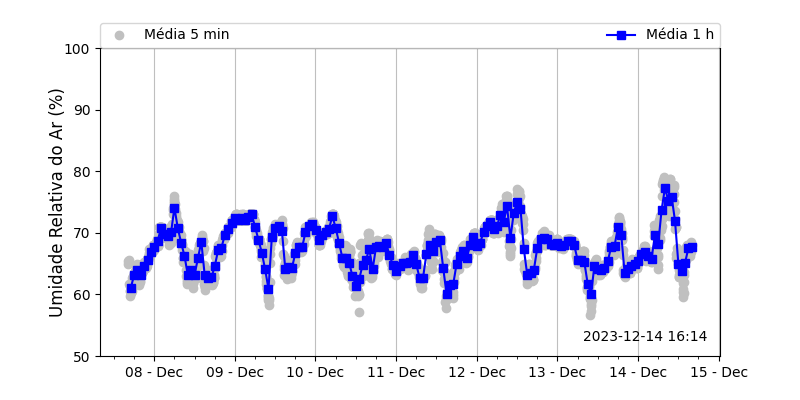 Média 5 min
Média 1 h
Umidade Relativa do Ar (%)
100
90
80
70
60
50
2023-12-14 16:14
08 - Dec
09 - Dec
10 - Dec
11 - Dec
12 - Dec
13 - Dec
14 - Dec
15 - Dec